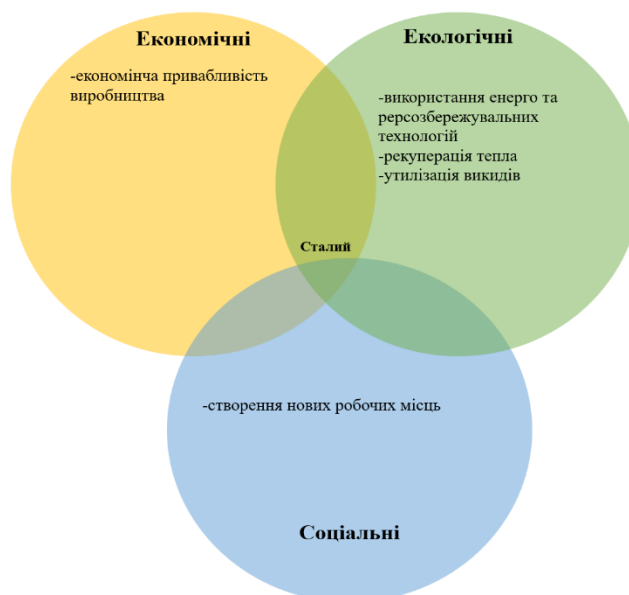 Економічні
-економінча привабливість
виробництва
Екологічні
-використання енерго та
рерсозбережувальних
технологій
-рекуперація тепла
-утилізація викидів
Сталий
-створення нових робочих місць
Соціальні